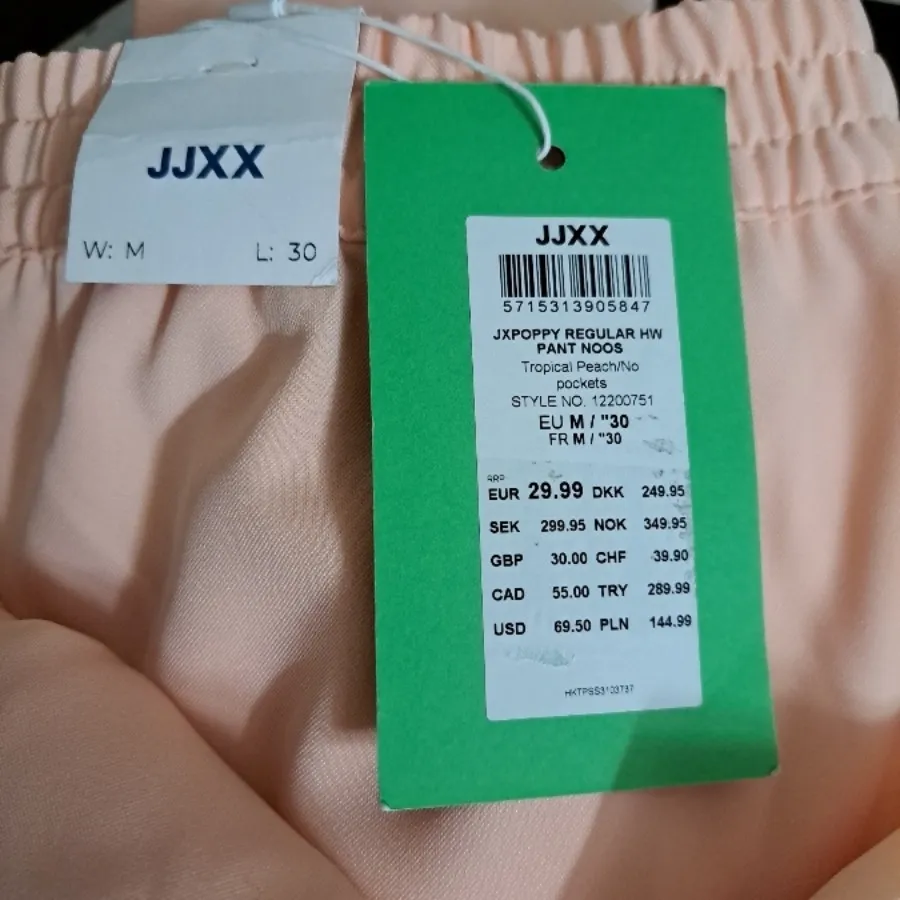 JJXX
W: M L: 30
JJXX
5715313905847
JXPOPPY REGULAR HW
PANT NOOS
Tropical Peach/No
pockets
STYLE NO. 12200751
EU M / "30
FR M / "30
RRP
EUR 29.99 DKK 249.95
SEK 299.95 NOK 349.95
GBP 30.00 CHF 39.90
CAD 55.00 TRY 289.99
USD 69.50 PLN 144.99
HKTPSS3103737